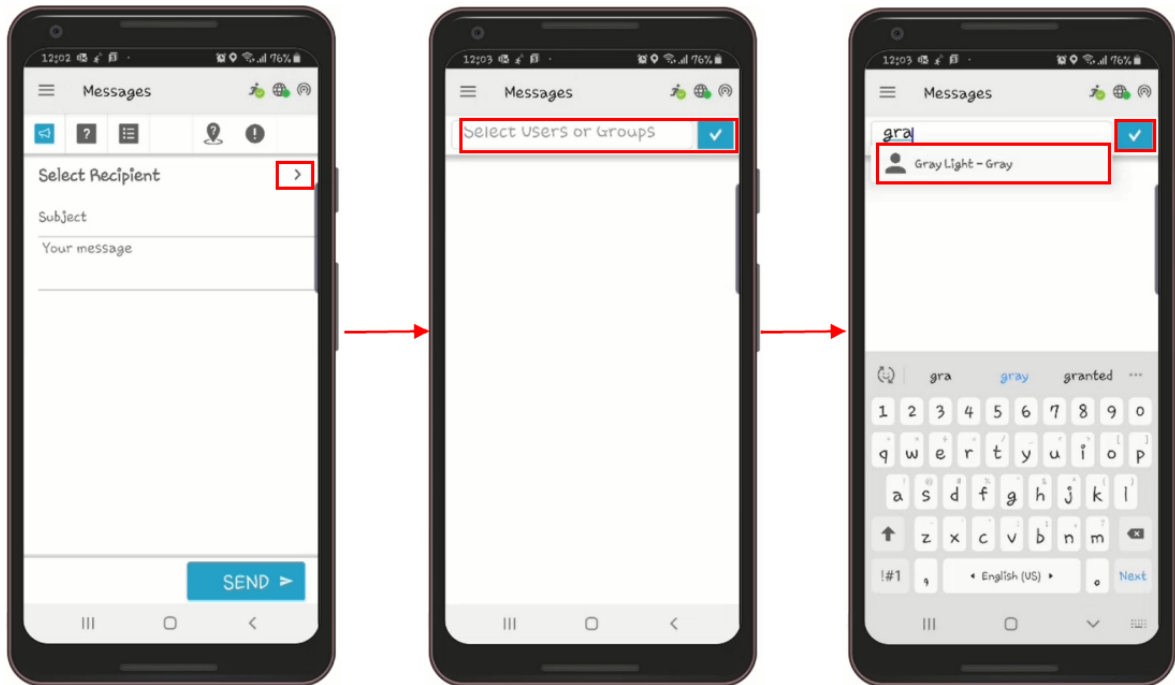 12:02 76%
Messages
?
?
!
Select Recipient
>
Subject
Your message
SEND
12:03 76%
Messages
Select Users or Groups
12:03 76%
Messages
gra
Gray Light - Gray
gra gray granted ...
1 2 3 4 5 6 7 8 9 0
q w e r t y u i o p
a s d f g h j k l
z x c v b n m
!#1 , English (US) . Next